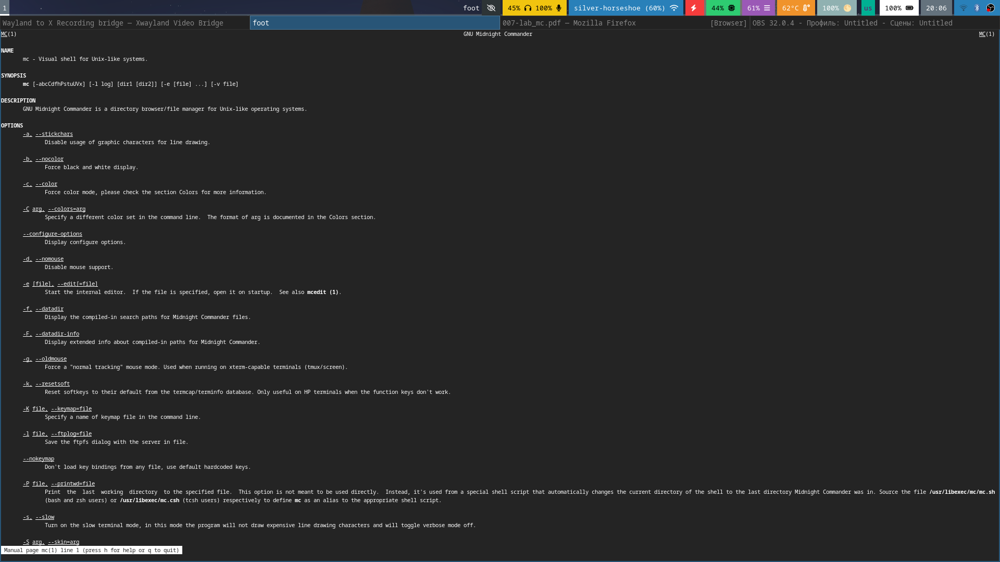 1 foot 45% 100% silver-horseshoe (60%) 44% 61% 62°C 100% us 100% 20:06
Wayland to X Recording bridge — Xwayland Video Bridge foot 007-lab_mc.pdf — Mozilla Firefox [Browser] OBS 32.0.4 - Профиль: Untitled - Сцены: Untitled
MC(1) GNU Midnight Commander MC(1)
NAME
mc - Visual shell for Unix-like systems.
SYNOPSIS
mc [-abcCdfhPstuUVx] [-l log] [dir1 [dir2]] [-e [file] ...] [-v file]
DESCRIPTION
GNU Midnight Commander is a directory browser/file manager for Unix-like operating systems.
OPTIONS
-a, --stickchars
Disable usage of graphic characters for line drawing.
-b, --nocolor
Force black and white display.
-c, --color
Force color mode, please check the section Colors for more information.
-C arg, --colors=arg
Specify a different color set in the command line.  The format of arg is documented in the Colors section.
--configure-options
Display configure options.
-d, --nomouse
Disable mouse support.
-e [file], --edit[=file]
Start the internal editor.  If the file is specified, open it on startup.  See also mcedit (1).
-f, --datadir
Display the compiled-in search paths for Midnight Commander files.
-F, --datadir-info
Display extended info about compiled-in paths for Midnight Commander.
-g, --oldmouse
Force a "normal tracking" mouse mode. Used when running on xterm-capable terminals (tmux/screen).
-k, --resetsoft
Reset softkeys to their default from the termcap/terminfo database. Only useful on HP terminals when the function keys don't work.
-K file, --keymap=file
Specify a name of keymap file in the command line.
-l file, --ftplog=file
Save the ftpfs dialog with the server in file.
--nokeymap
Don't load key bindings from any file, use default hardcoded keys.
-P file, --printwd=file
Print  the  last  working  directory  to the specified file.  This option is not meant to be used directly.  Instead, it's used from a special shell script that automatically changes the current directory of the shell to the last directory Midnight Commander was in. Source the file /usr/libexec/mc/mc.sh
(bash and zsh users) or /usr/libexec/mc.csh (tcsh users) respectively to define mc as an alias to the appropriate shell script.
-s, --slow
Turn on the slow terminal mode, in this mode the program will not draw expensive line drawing characters and will toggle verbose mode off.
-S arg, --skin=arg
Manual page mc(1) line 1 (press h for help or q to quit)